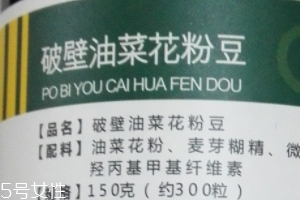 破壁油菜花粉豆
PO BI YOU CAI HUA FEN DOU
【品名】破壁油菜花粉豆
【配料】油菜花粉、麦芽糊精、微
羟丙基甲基纤维素
150克（约300粒）
5号女性